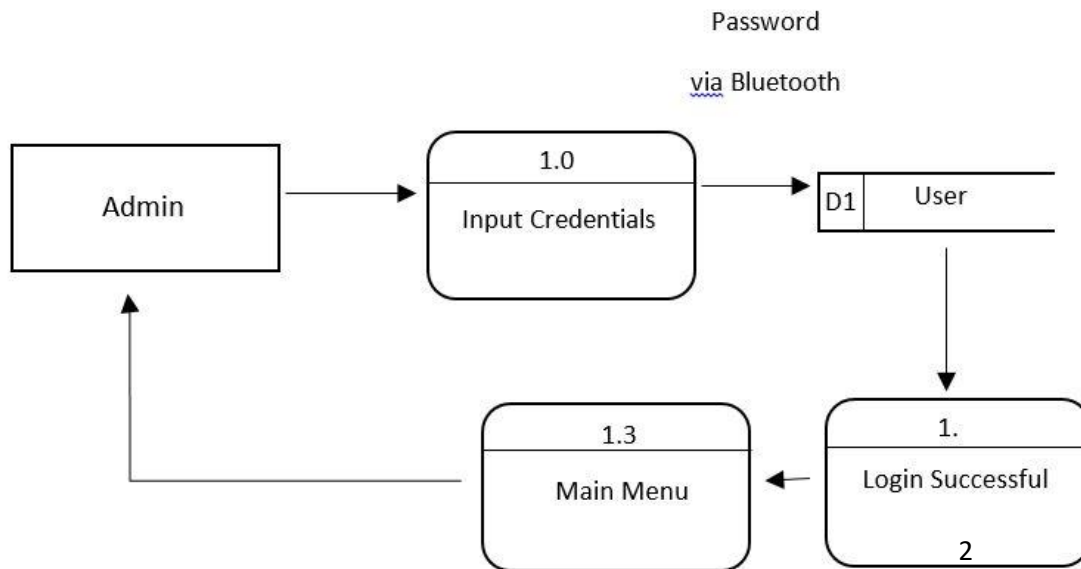 Password
via Bluetooth
Admin
1.0
Input Credentials
D1
User
1.3
Main Menu
1.
Login Successful
2